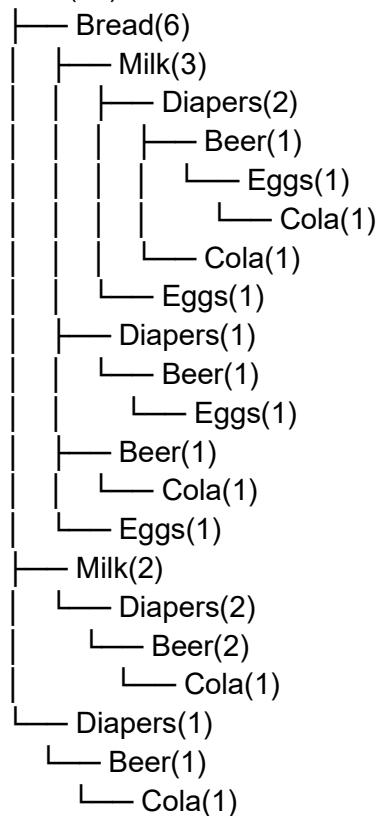 Bread(6)
Milk(3)
Diapers(2)
Beer(1)
Eggs(1)
Cola(1)
Cola(1)
Eggs(1)
Diapers(1)
Beer(1)
Eggs(1)
Beer(1)
Cola(1)
Eggs(1)
Milk(2)
Diapers(2)
Beer(2)
Cola(1)
Diapers(1)
Beer(1)
Cola(1)